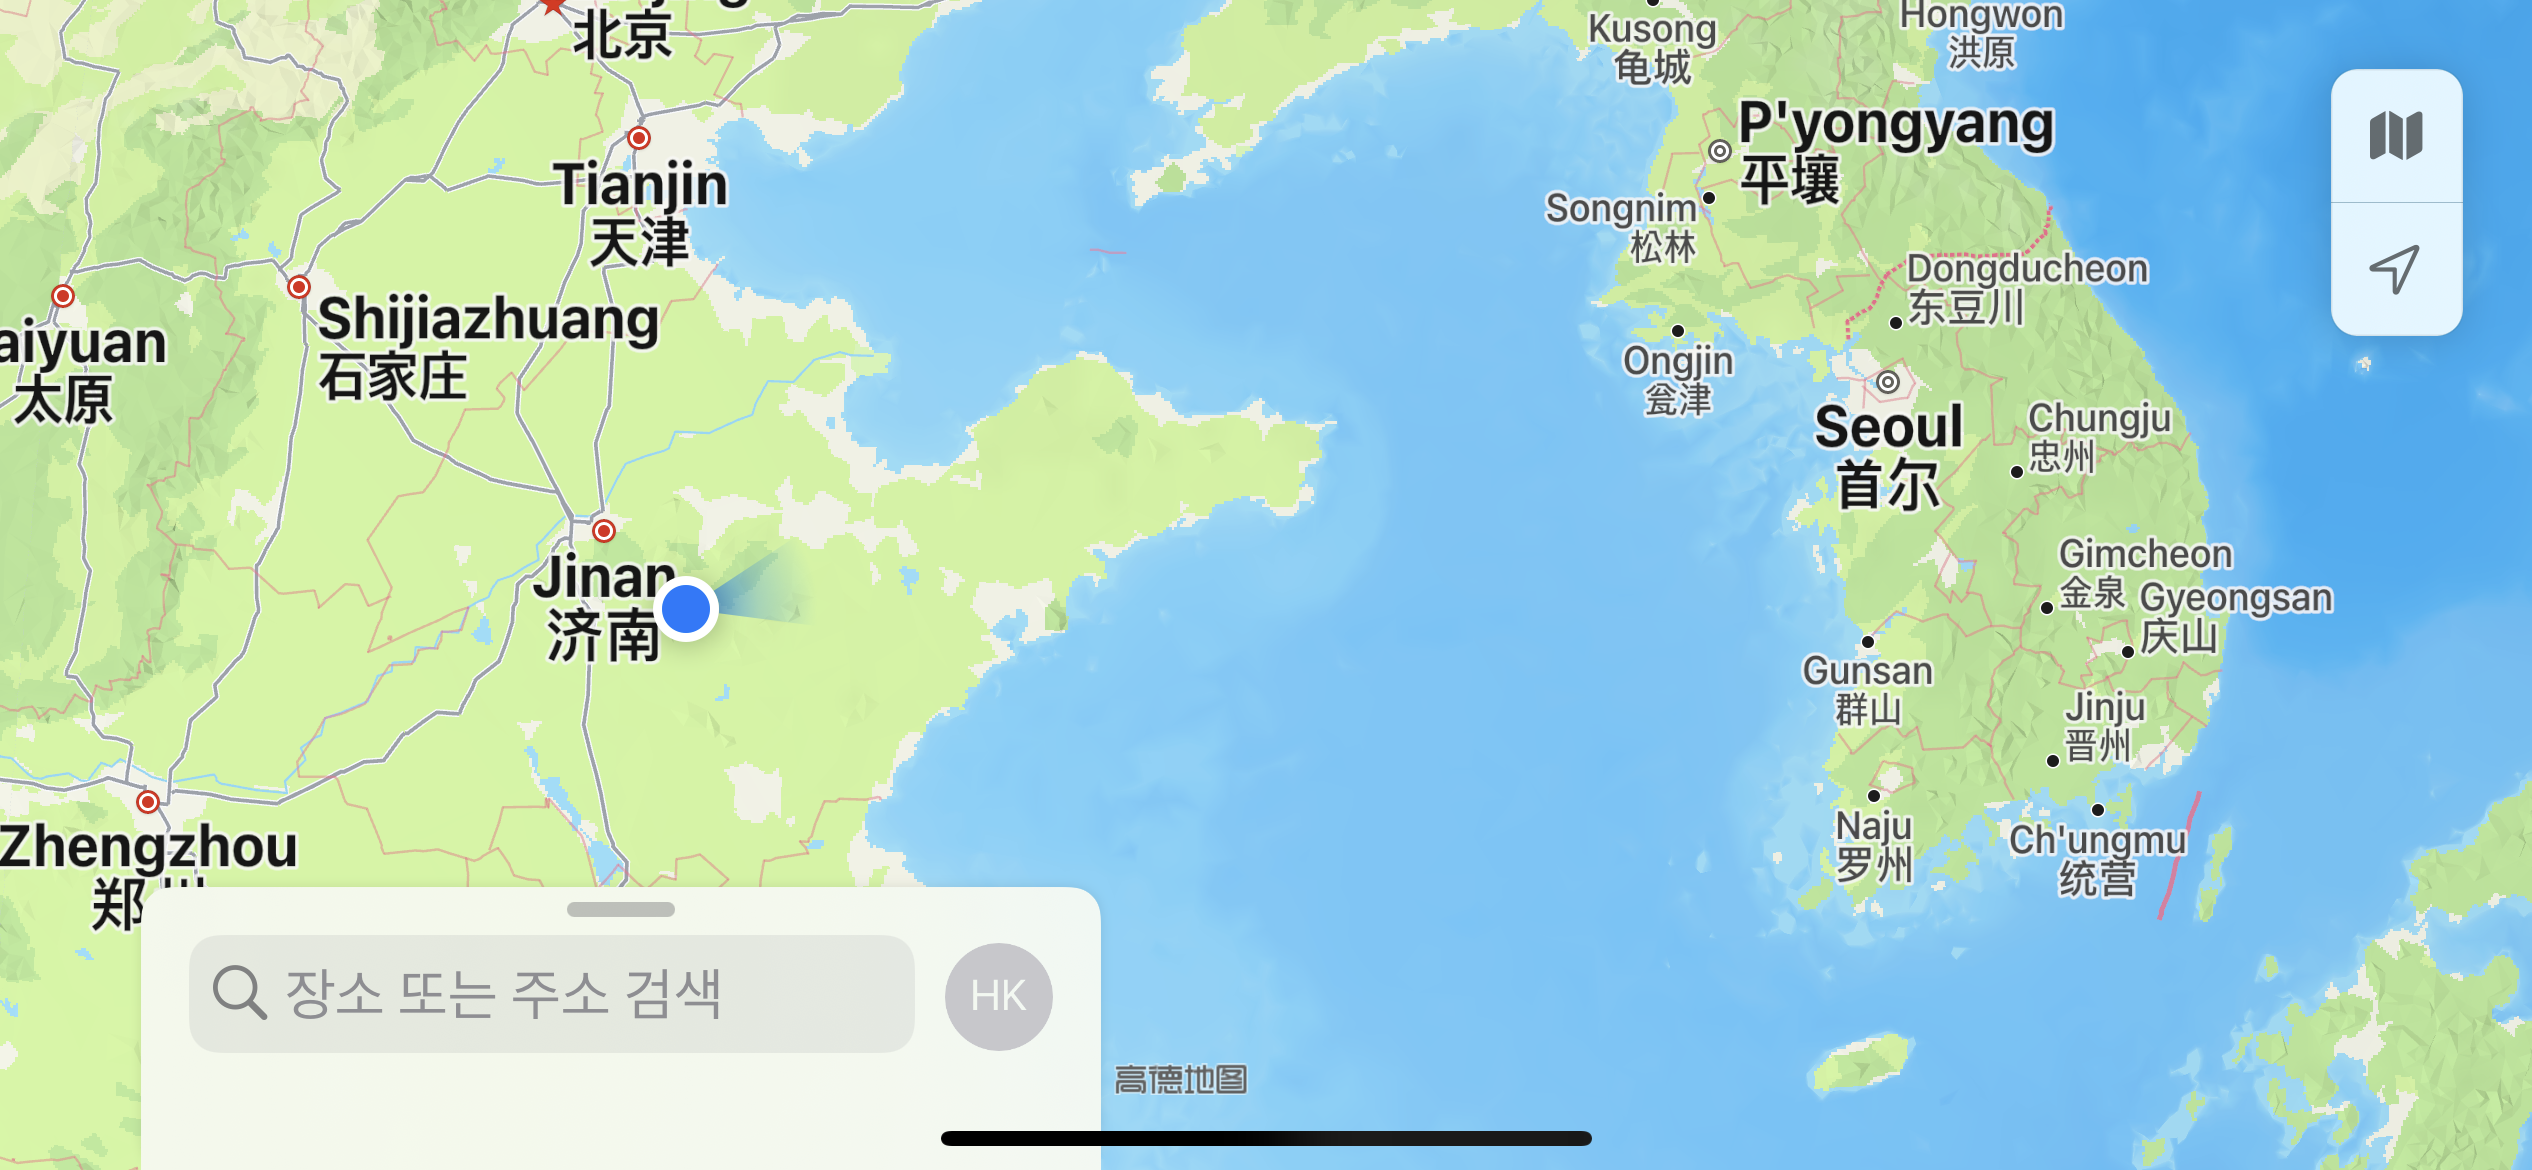 北京
Kusong
龟城
Hongwon
洪原
P'yongyang
平壤
Tianjin
天津
Songnim
松林
Dongducheon
东豆川
Shijiazhuang
石家庄
aiyuan
太原
Ongjin
瓮津
Seoul
首尔
Chungju
忠州
Jinan
济南
Gimcheon
金泉
Gyeongsan
庆山
Gunsan
群山
Jinju
晋州
Zhengzhou
郑
Naju
罗州
Ch'ungmu
统营
장소 또는 주소 검색
HK
高德地图